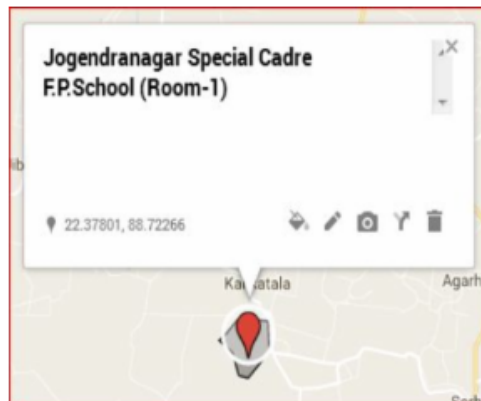 Jogendranagar Special Cadre
F.P.School (Room-1)
22.37801, 88.72266
Agarh